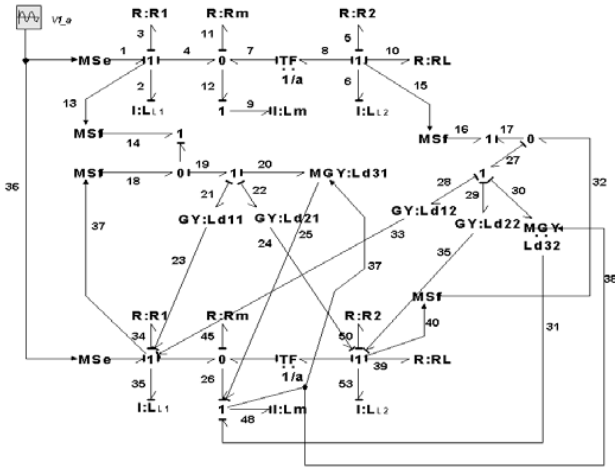 V1_a
R:R1 R:Rm R:R2
3 11 5
1 4 7 8 10
MSe 1 0 TF 1 R:RL
1/a
2 12 6 15
13 9
I:LL1 1 I:Lm I:LL2
MSf 14 1
MSf 16 1 17 0
MSf 18 0 19 1 20 MGY:Ld31
27
1
36 21 22 28 29 30 32
GY:Ld11 GY:Ld21 25 GY:Ld12 GY:Ld22 MGY
Ld32
37 23 24 33 35
37 38
MSf
31
R:R1 R:Rm R:R2 40
34 45 50
MSe 1 0 TF 1 39 R:RL
1/a
35 26 53
I:LL1 1 I:Lm I:LL2
48